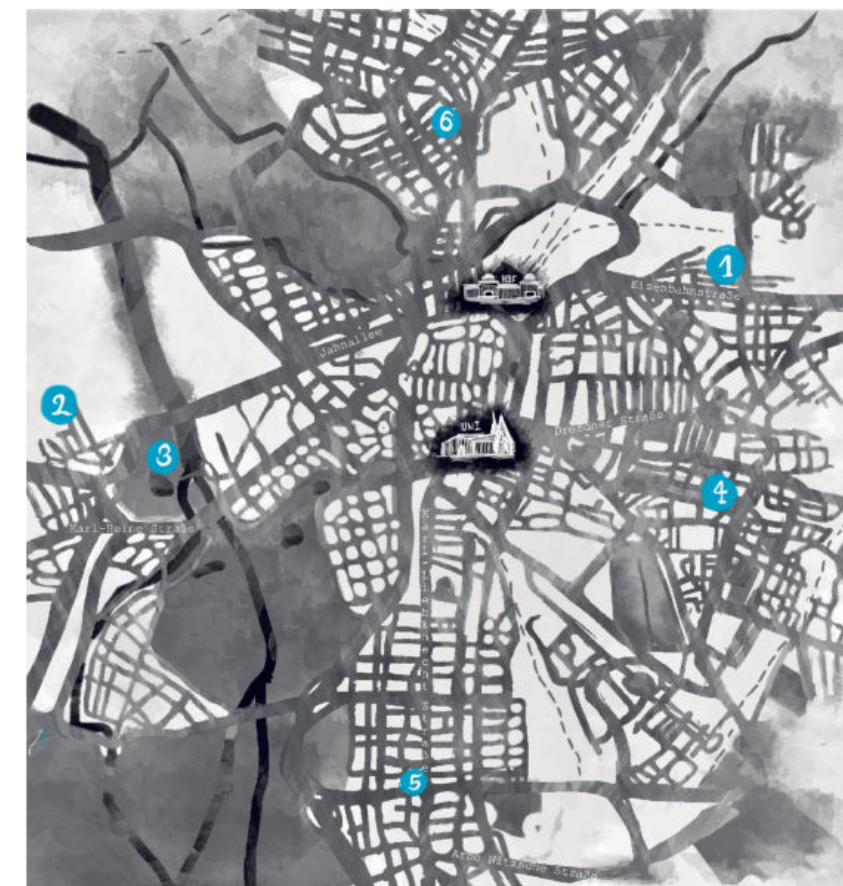 6
1
HBF
Eisenbahnstraße
Jahnallee
2
UNI
Dresdner Straße
3
4
Karl-Heine Straße
Karl-Liebknecht Straße
5
Arno Nitzsche Straße